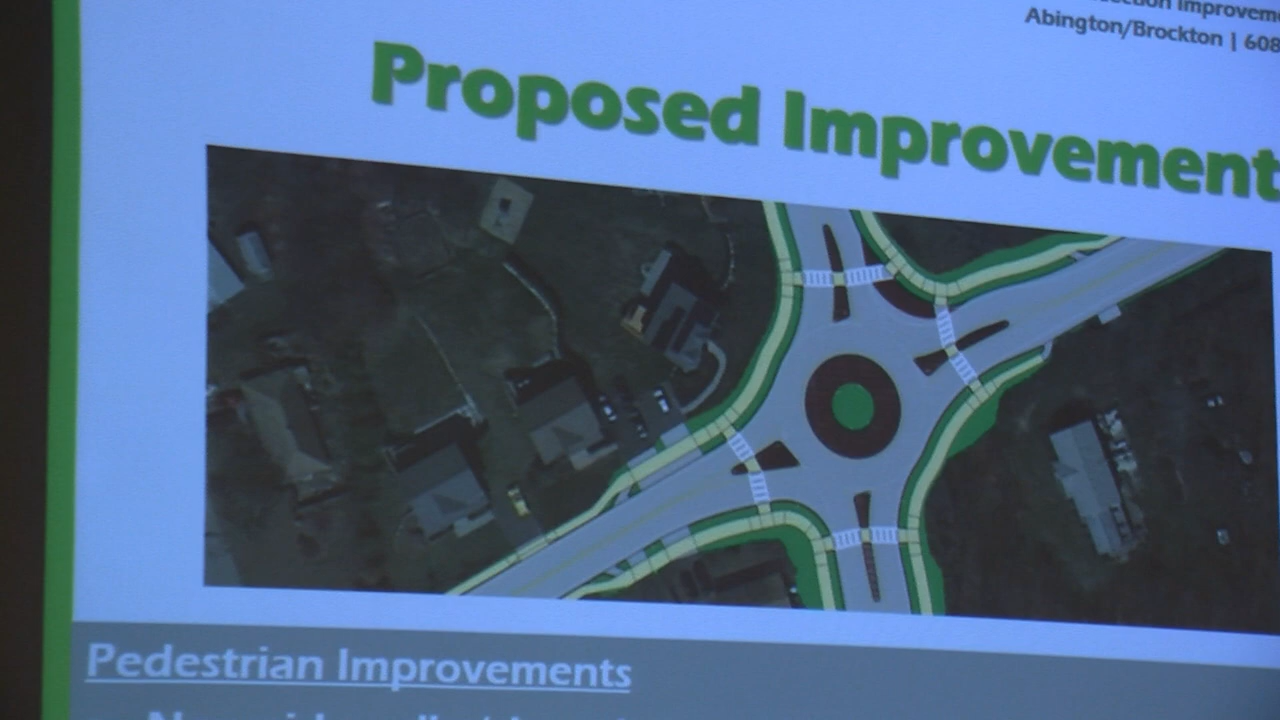 Abington/Brockton | 608
Proposed Improvement
Pedestrian Improvements